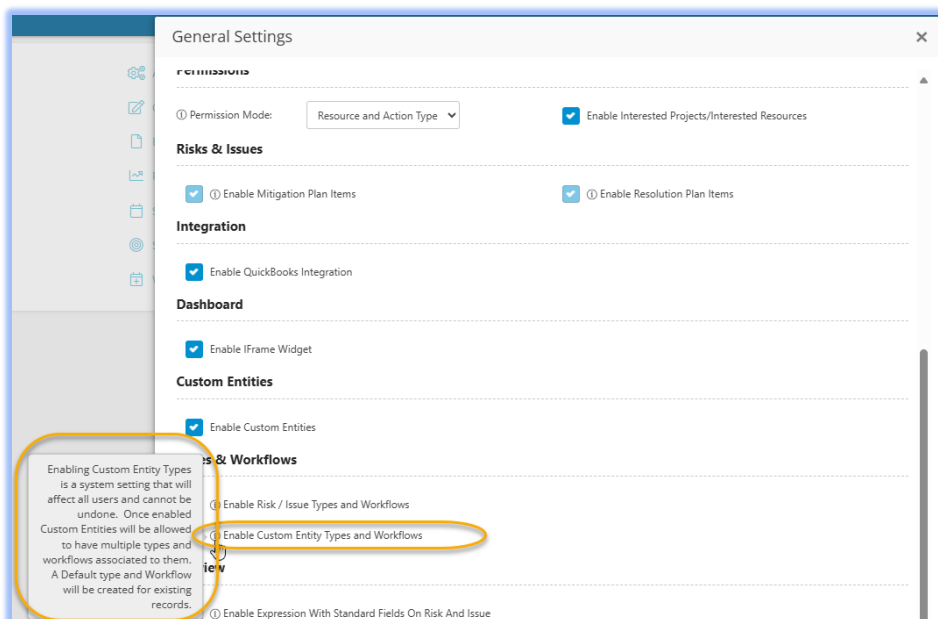 General Settings
Permissions
Permission Mode: Resource and Action Type Enable Interested Projects/Interested Resources
Risks & Issues
Enable Mitigation Plan Items Enable Resolution Plan Items
Integration
Enable QuickBooks Integration
Dashboard
Enable IFrame Widget
Custom Entities
Enable Custom Entities
es & Workflows
Enable Risk / Issue Types and Workflows
Enable Custom Entity Types and Workflows
iew
Enable Expression With Standard Fields On Risk And Issue
Enabling Custom Entity Types
is a system setting that will
affect all users and cannot be
undone. Once enabled
Custom Entities will be allowed
to have multiple types and
workflows associated to them.
A Default type and Workflow
will be created for existing
records.